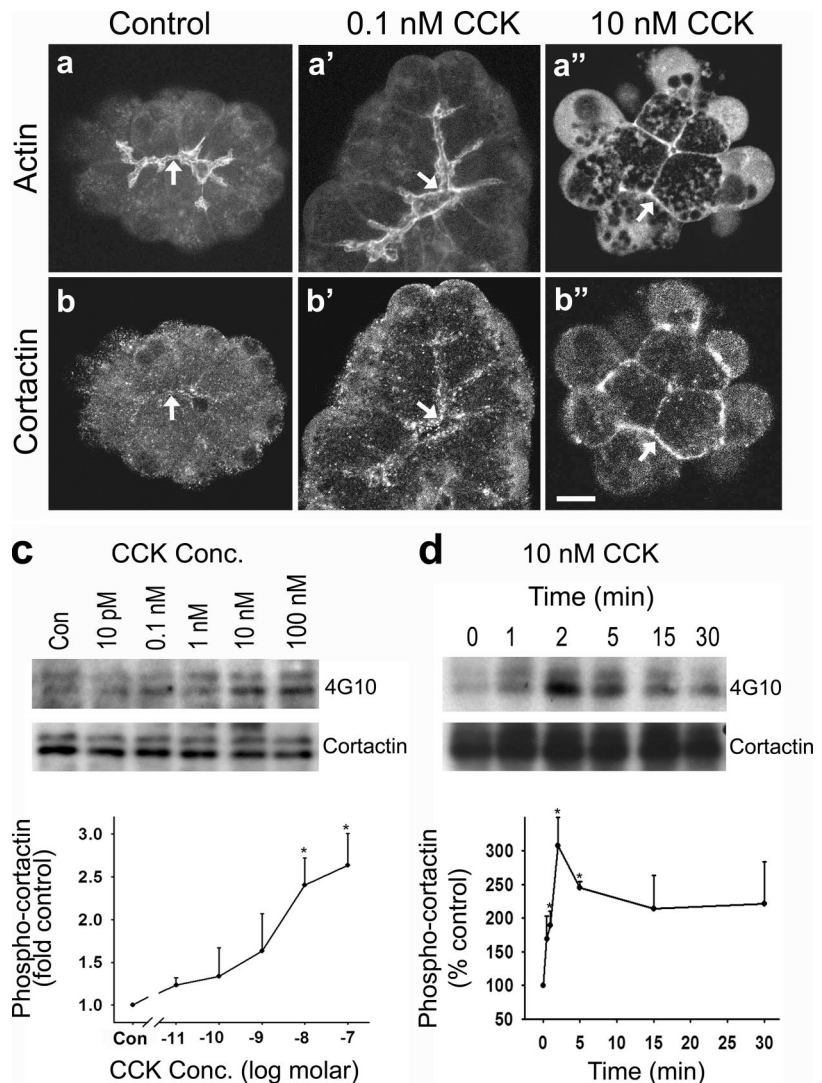 Control 0.1 nM CCK 10 nM CCK
a a' a"
Actin
b b' b"
Cortactin
c CCK Conc.
Con 10 pM 0.1 nM 1 nM 10 nM 100 nM
4G10
Cortactin
Phospho-cortactin
(fold control)
3.0
2.5
2.0
1.5
1.0
* *
Con -11 -10 -9 -8 -7
CCK Conc. (log molar)
d 10 nM CCK
Time (min)
0 1 2 5 15 30
4G10
Cortactin
Phospho-cortactin
(% control)
300
250
200
150
100
50
* * *
0 5 10 15 20 25 30
Time (min)